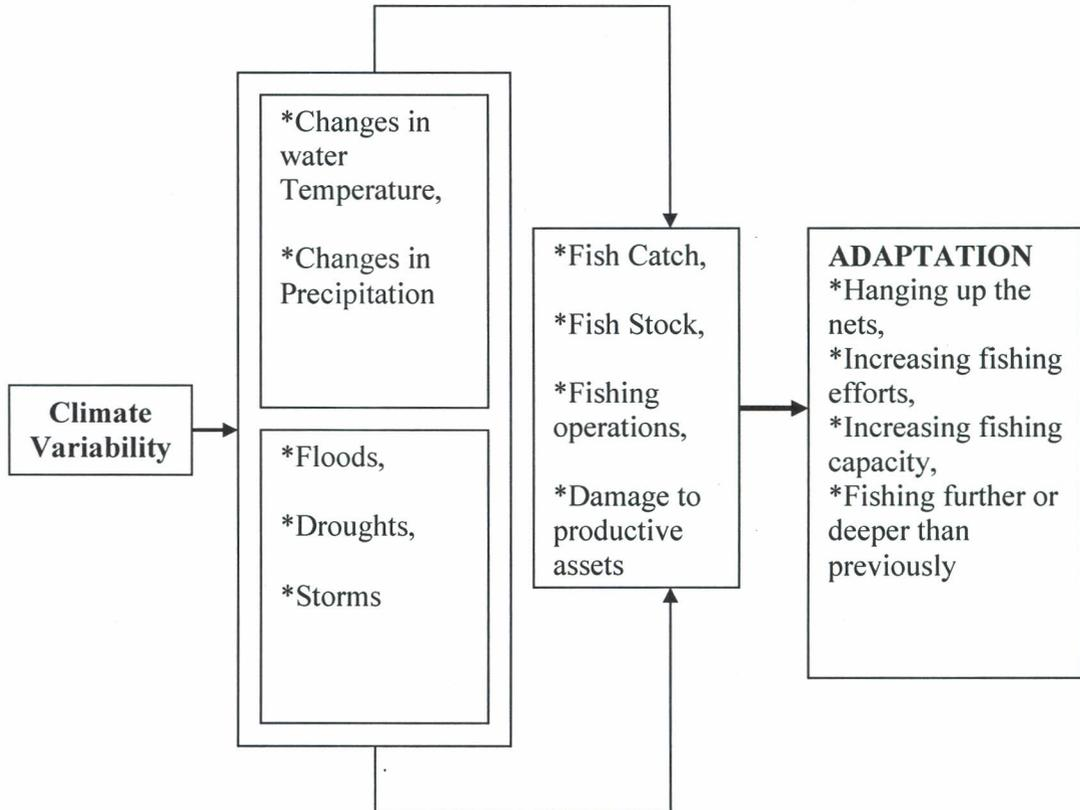 Climate
Variability
*Changes in
water
Temperature,
*Changes in
Precipitation
*Floods,
*Droughts,
*Storms
*Fish Catch,
*Fish Stock,
*Fishing
operations,
*Damage to
productive
assets
ADAPTATION
*Hanging up the
nets,
*Increasing fishing
efforts,
*Increasing fishing
capacity,
*Fishing further or
deeper than
previously